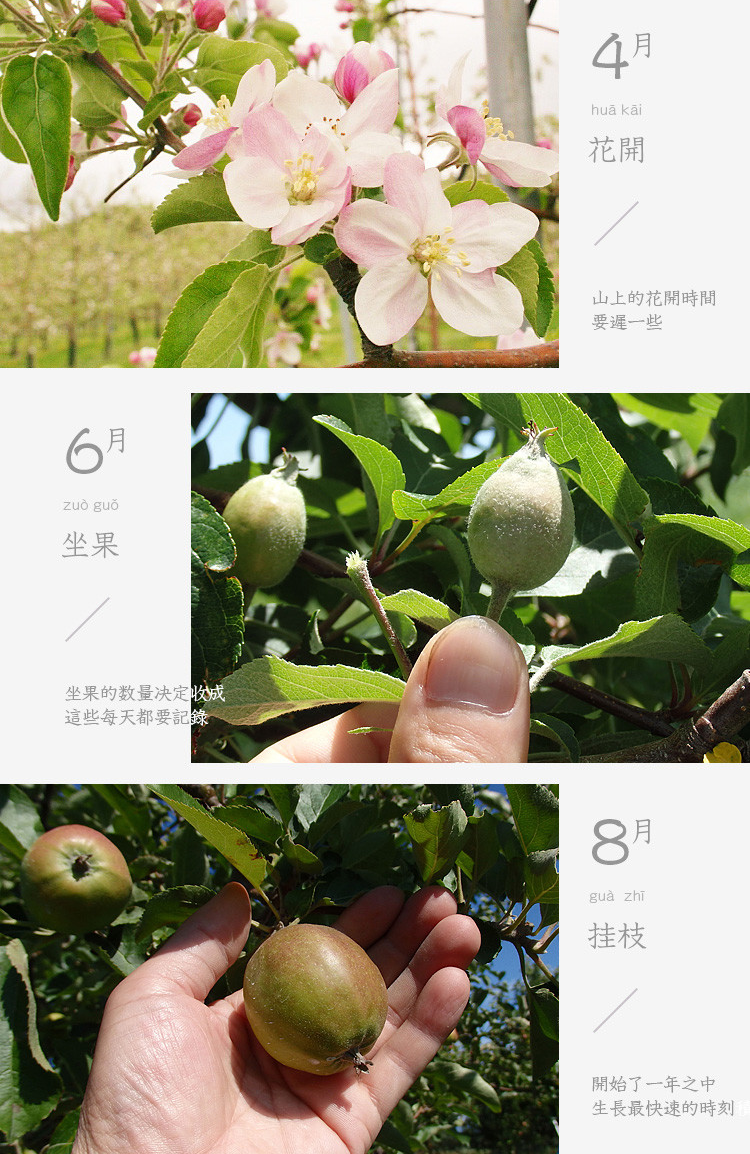 4月
huā kāi
花開
山上的花開時間
要遲一些
6月
zuò guǒ
坐果
坐果的数量决定收成
這些每天都要記錄
8月
guà zhī
挂枝
開始了一年之中
生長最快速的時刻